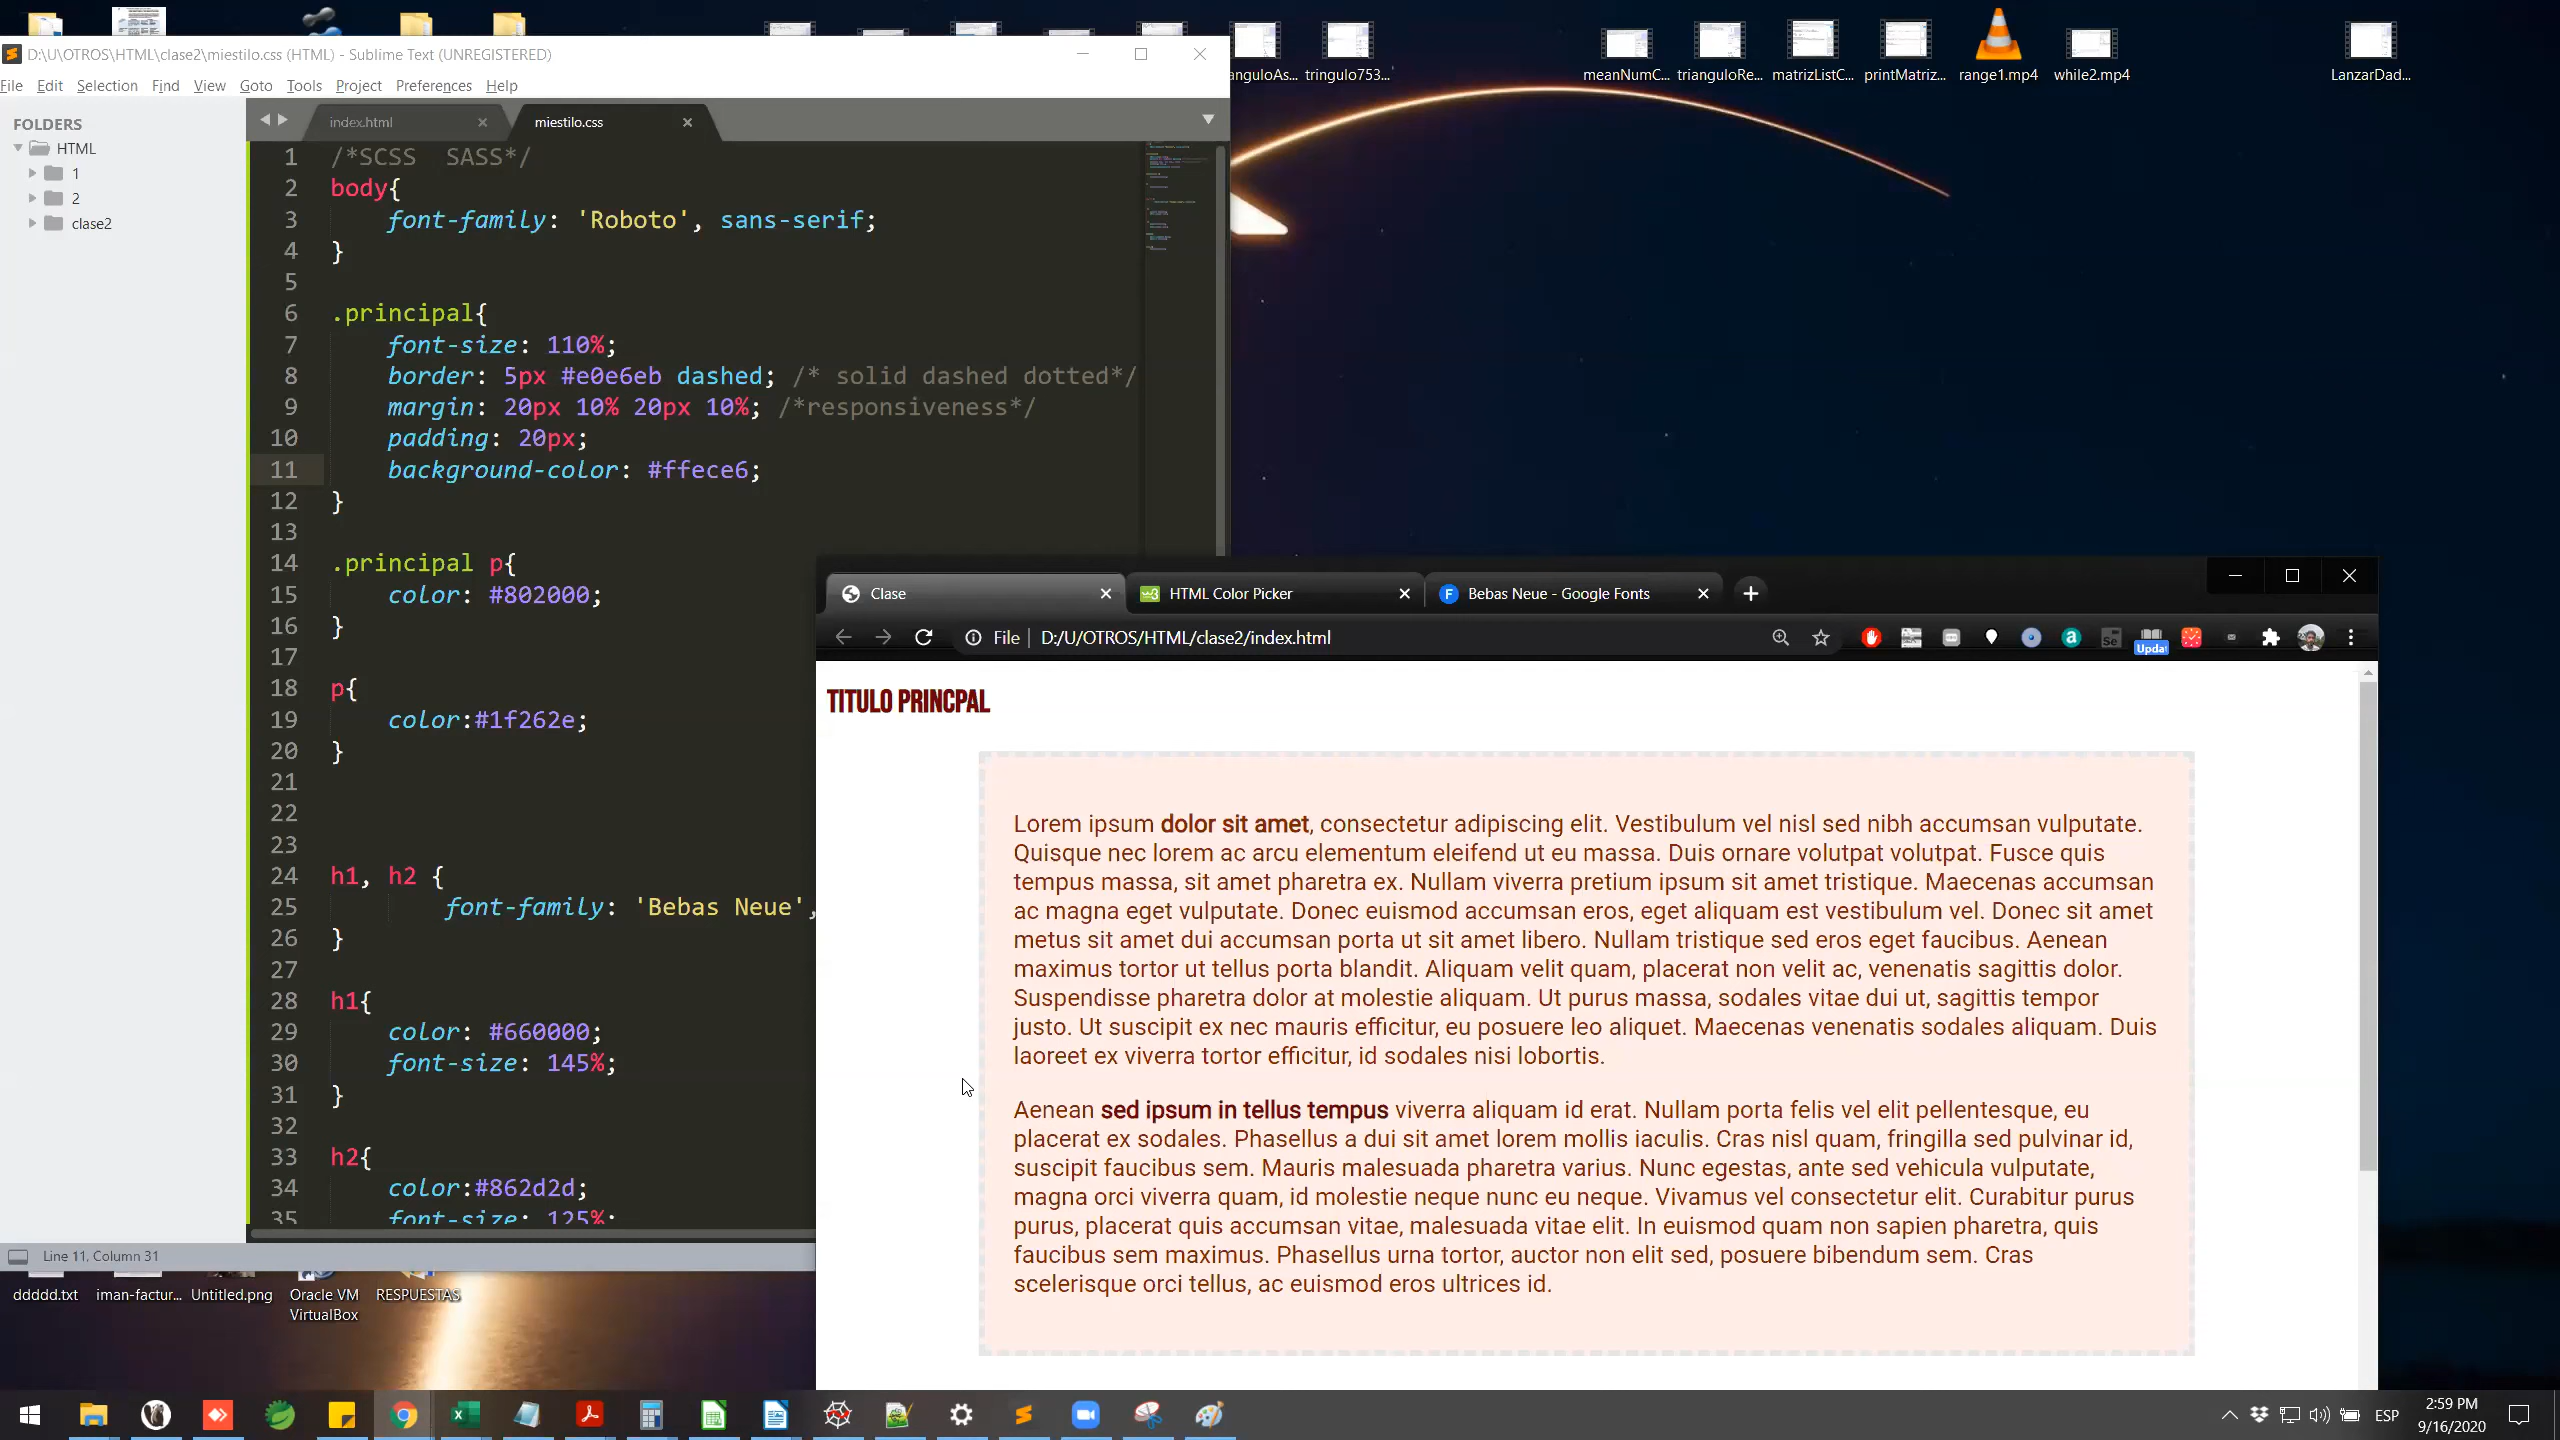 D:\U\OTROS\HTML\clase2\miestilo.css (HTML) - Sublime Text (UNREGISTERED)
File Edit Selection Find View Goto Tools Project Preferences Help
anguloAs... tringulo753... meanNumC... trianguloRe... matrizListC... printMatriz... range1.mp4 while2.mp4 LanzarDad...
FOLDERS
HTML
1
2
clase2
index.html miestilo.css
1 /*SCSS  SASS*/
2 body{
3 font-family: 'Roboto', sans-serif;
4 }
5
6 .principal{
7 font-size: 110%;
8 border: 5px #e0e6eb dashed; /* solid dashed dotted*/
9 margin: 20px 10% 20px 10%; /*responsiveness*/
10 padding: 20px;
11 background-color: #ffece6;
12 }
13
14 .principal p{
15 color: #802000;
16 }
17
18 p{
19 color:#1f262e;
20 }
21
22
23
24 h1, h2 {
25 font-family: 'Bebas Neue',
26 }
27
28 h1{
29 color: #660000;
30 font-size: 145%;
31 }
32
33 h2{
34 color:#862d2d;
35 font-size: 125%;
Line 11, Column 31
Clase HTML Color Picker Bebas Neue - Google Fonts
File D:/U/OTROS/HTML/clase2/index.html
Se
Updat
TITULO PRINCPAL
Lorem ipsum dolor sit amet, consectetur adipiscing elit. Vestibulum vel nisl sed nibh accumsan vulputate.
Quisque nec lorem ac arcu elementum eleifend ut eu massa. Duis ornare volutpat volutpat. Fusce quis
tempus massa, sit amet pharetra ex. Nullam viverra pretium ipsum sit amet tristique. Maecenas accumsan
ac magna eget vulputate. Donec euismod accumsan eros, eget aliquam est vestibulum vel. Donec sit amet
metus sit amet dui accumsan porta ut sit amet libero. Nullam tristique sed eros eget faucibus. Aenean
maximus tortor ut tellus porta blandit. Aliquam velit quam, placerat non velit ac, venenatis sagittis dolor.
Suspendisse pharetra dolor at molestie aliquam. Ut purus massa, sodales vitae dui ut, sagittis tempor
justo. Ut suscipit ex nec mauris efficitur, eu posuere leo aliquet. Maecenas venenatis sodales aliquam. Duis
laoreet ex viverra tortor efficitur, id sodales nisi lobortis.
Aenean sed ipsum in tellus tempus viverra aliquam id erat. Nullam porta felis vel elit pellentesque, eu
placerat ex sodales. Phasellus a dui sit amet lorem mollis iaculis. Cras nisl quam, fringilla sed pulvinar id,
suscipit faucibus sem. Mauris malesuada pharetra varius. Nunc egestas, ante sed vehicula vulputate,
magna orci viverra quam, id molestie neque nunc eu neque. Vivamus vel consectetur elit. Curabitur purus
purus, placerat quis accumsan vitae, malesuada vitae elit. In euismod quam non sapien pharetra, quis
faucibus sem maximus. Phasellus urna tortor, auctor non elit sed, posuere bibendum sem. Cras
scelerisque orci tellus, ac euismod eros ultrices id.
ddddd.txt iman-factur... Untitled.png Oracle VM VirtualBox RESPUESTAS
ESP
2:59 PM
9/16/2020